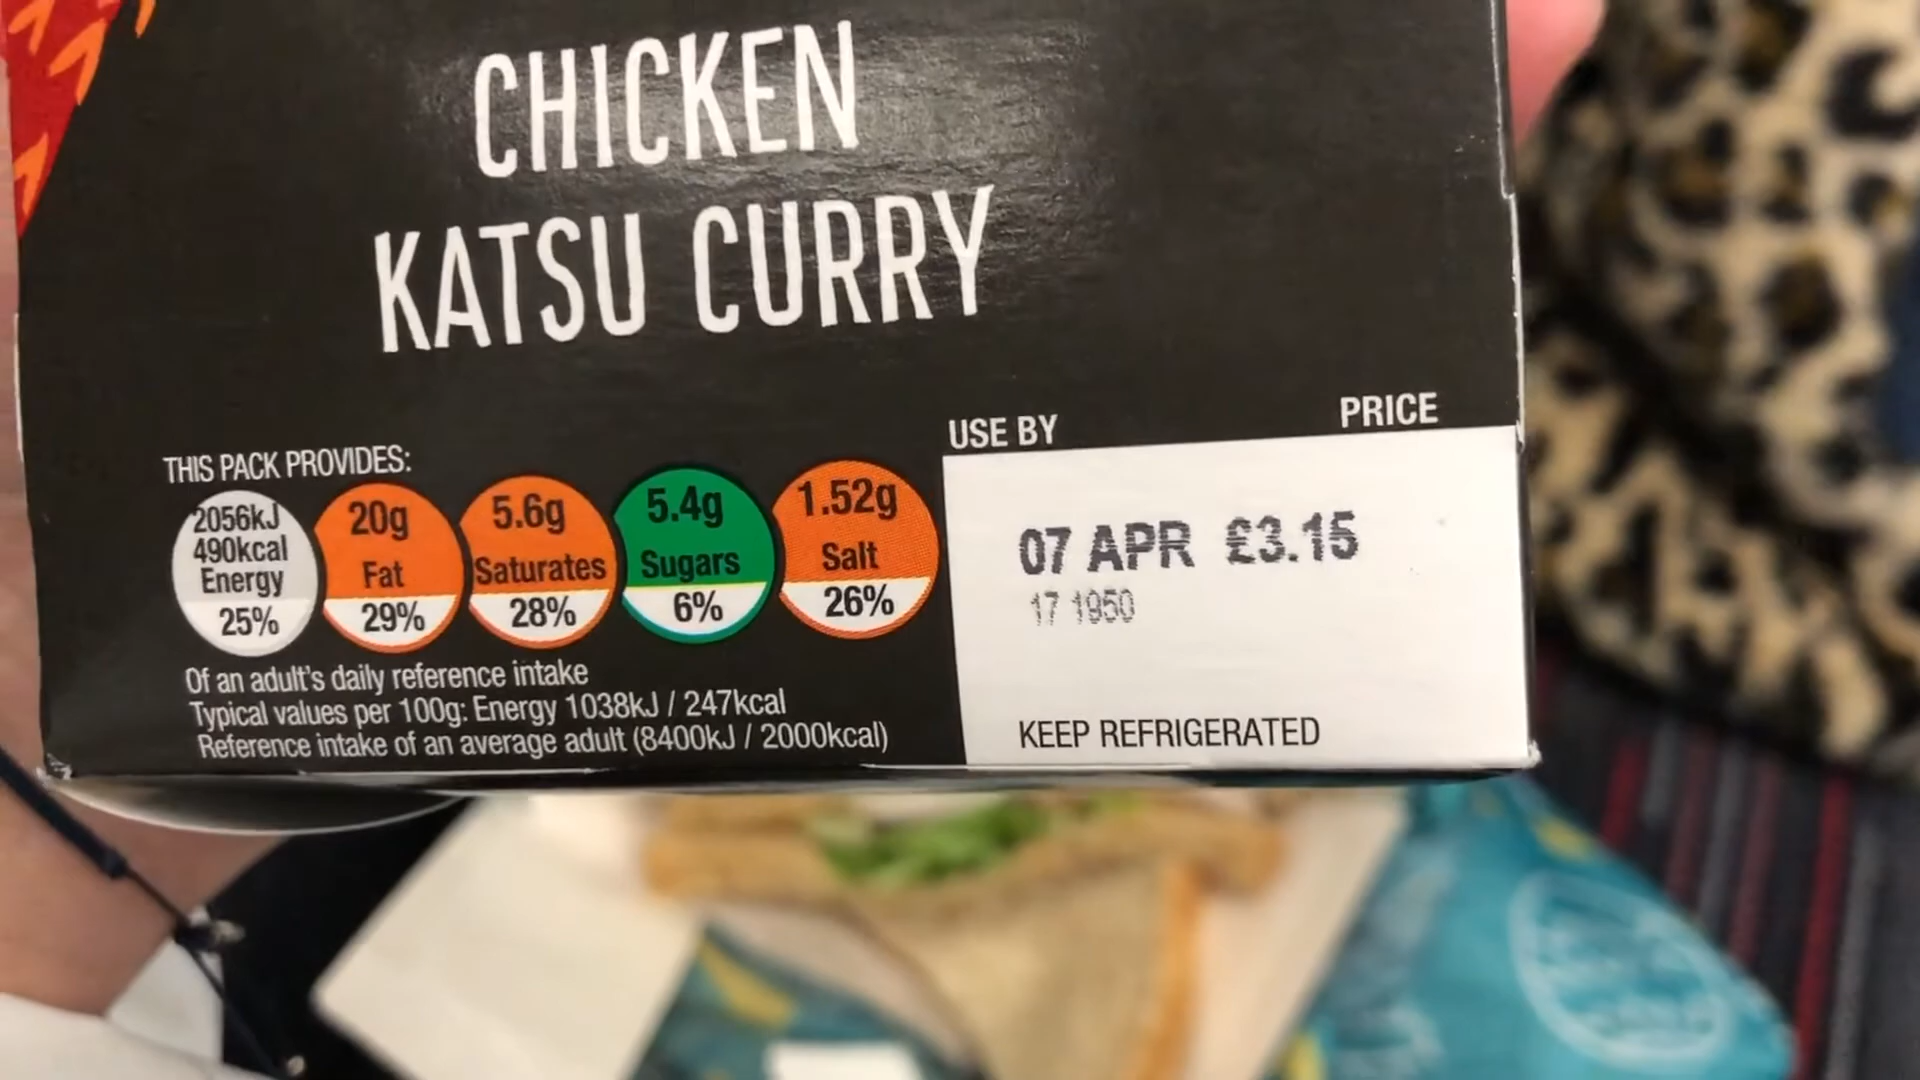 CHICKEN
KATSU CURRY
THIS PACK PROVIDES:
2056kJ
490kcal
Energy
25%
20g
Fat
29%
5.6g
Saturates
28%
5.4g
Sugars
6%
1.52g
Salt
26%
Of an adult's daily reference intake
Typical values per 100g: Energy 1038kJ / 247kcal
Reference intake of an average adult (8400kJ / 2000kcal)
USE BY PRICE
07 APR £3.15
17 1950
KEEP REFRIGERATED